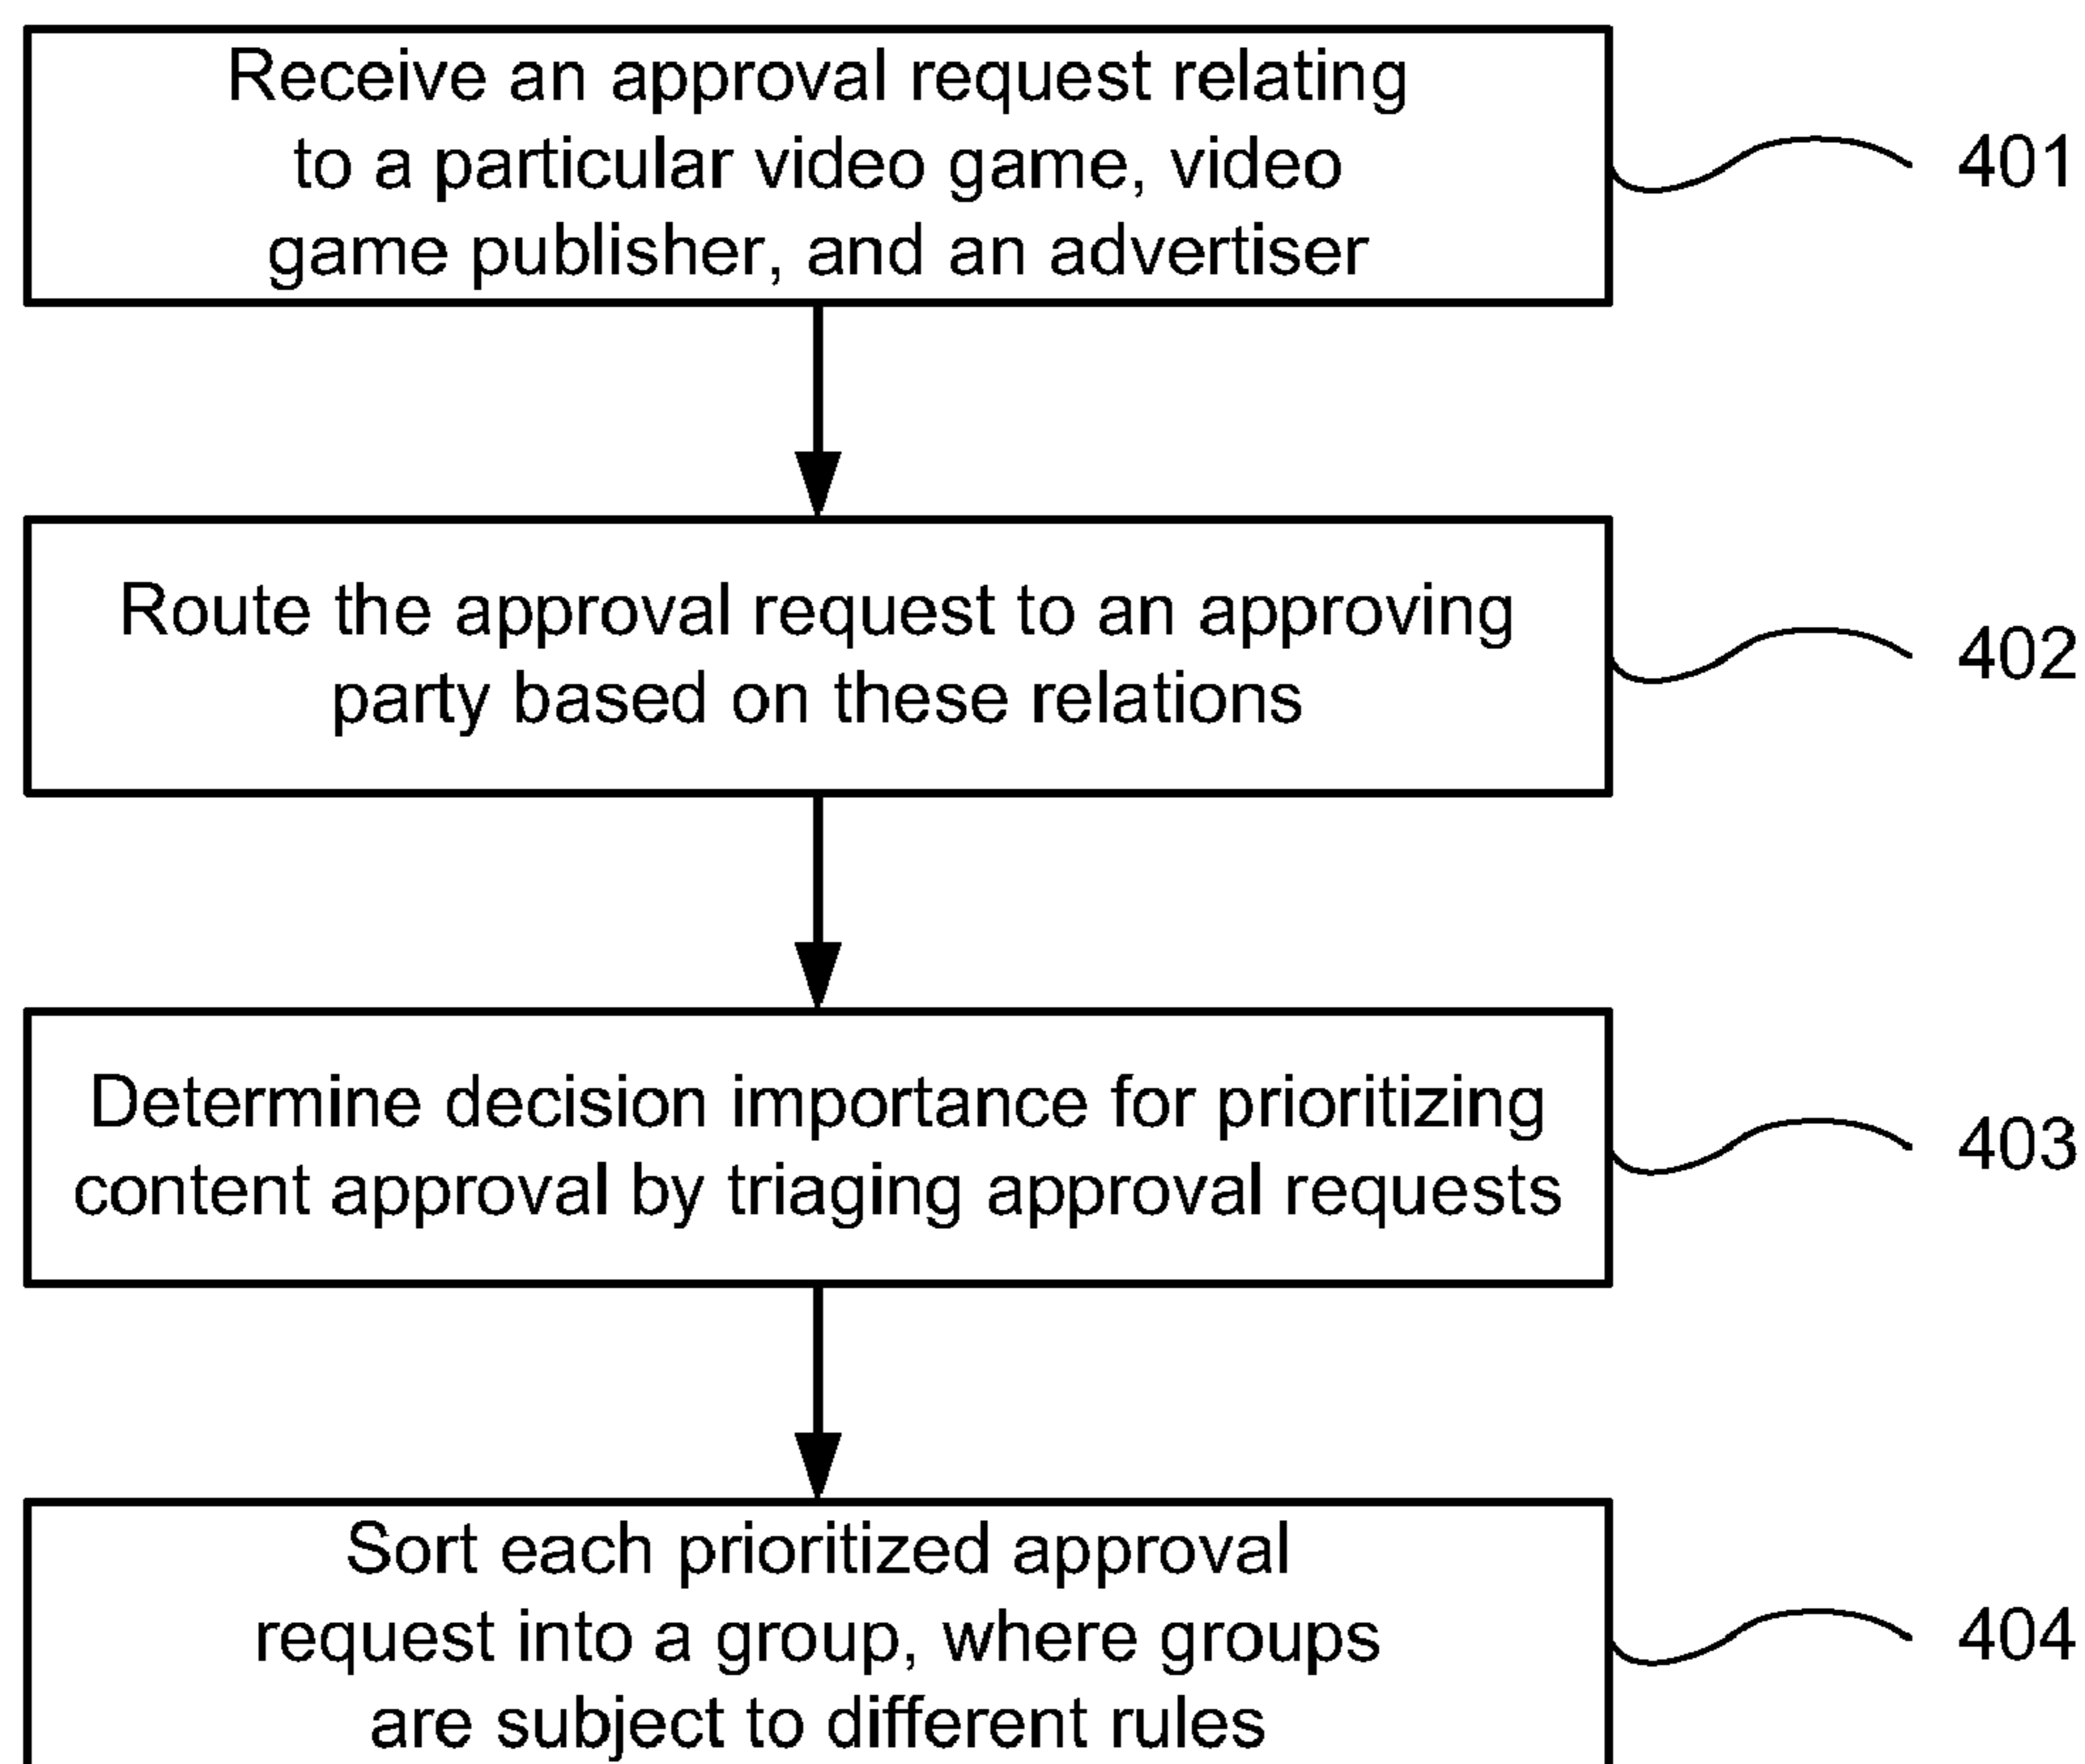 Receive an approval request relating
to a particular video game, video
game publisher, and an advertiser
401
Route the approval request to an approving
party based on these relations
402
Determine decision importance for prioritizing
content approval by triaging approval requests
403
Sort each prioritized approval
request into a group, where groups
are subject to different rules
404